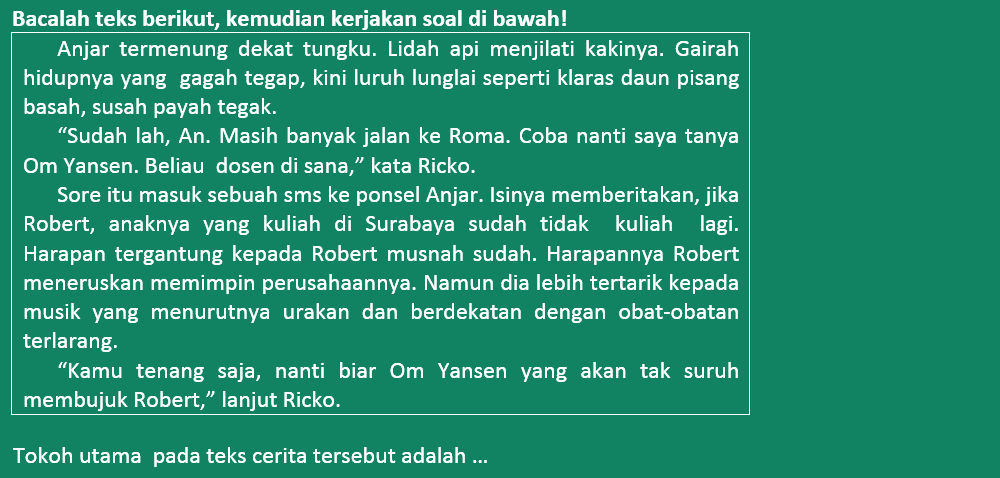 Bacalah teks berikut, kemudian kerjakan soal di bawah!
Anjar termenung dekat tungku. Lidah api menjilati kakinya. Gairah
hidupnya yang gagah tegap, kini luruh lunglai seperti klaras daun pisang
basah, susah payah tegak.
“Sudah lah, An. Masih banyak jalan ke Roma. Coba nanti saya tanya
Om Yansen. Beliau dosen di sana,” kata Ricko.
Sore itu masuk sebuah sms ke ponsel Anjar. Isinya memberitakan, jika
Robert, anaknya yang kuliah di Surabaya sudah tidak kuliah lagi.
Harapan tergantung kepada Robert musnah sudah. Harapannya Robert
meneruskan memimpin perusahaannya. Namun dia lebih tertarik kepada
musik yang menurutnya urakan dan berdekatan dengan obat-obatan
terlarang.
“Kamu tenang saja, nanti biar Om Yansen yang akan tak suruh
membujuk Robert,” lanjut Ricko.
Tokoh utama pada teks cerita tersebut adalah ...